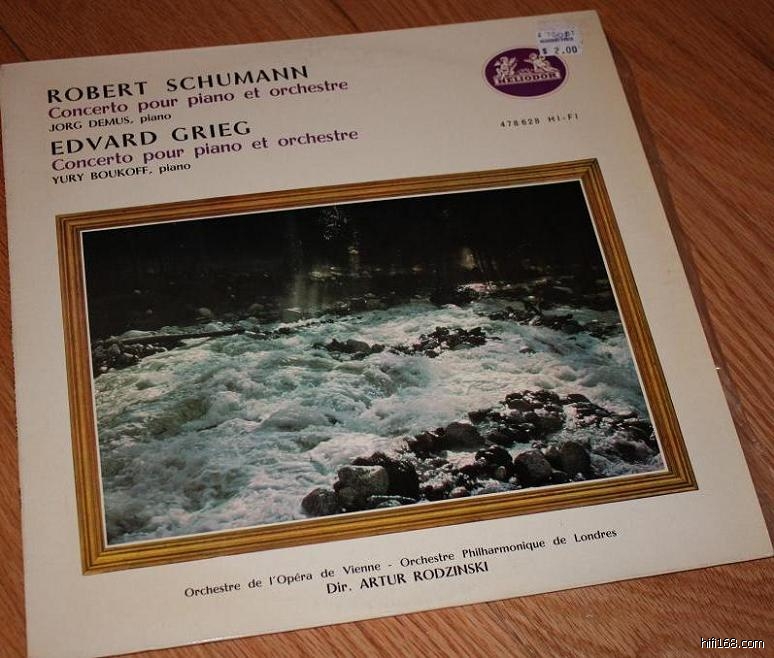 ROBERT SCHUMANN
Concerto pour piano et orchestre
JORG DEMUS, piano
EDVARD GRIEG
Concerto pour piano et orchestre
YURY BOUKOFF, piano
$ 2.00
HELIODOR
478 628 HI-FI
Orchestre de l'Opéra de Vienne - Orchestre Philharmonique de Londres
Dir. ARTUR RODZINSKI
hifi168.com